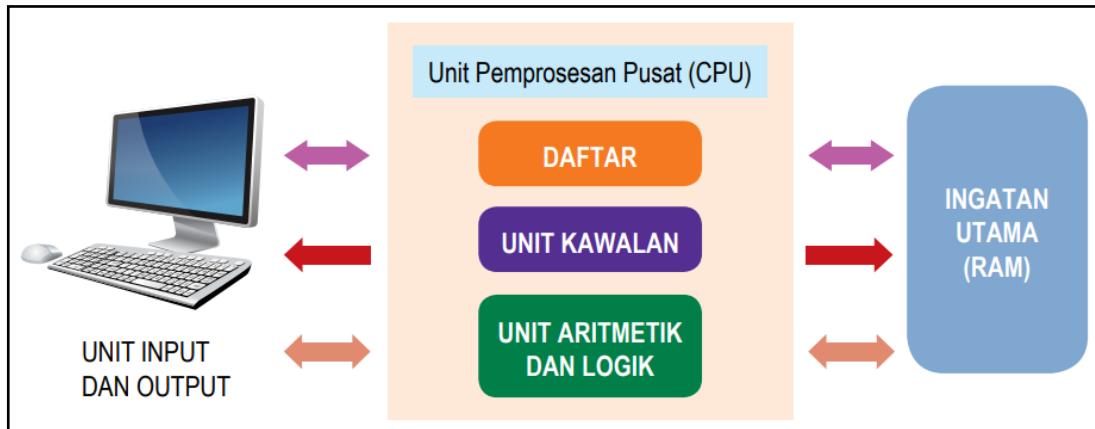 Unit Pemprosesan Pusat (CPU)
DAFTAR
UNIT KAWALAN
UNIT ARITMETIK
DAN LOGIK
UNIT INPUT
DAN OUTPUT
INGATAN
UTAMA
(RAM)